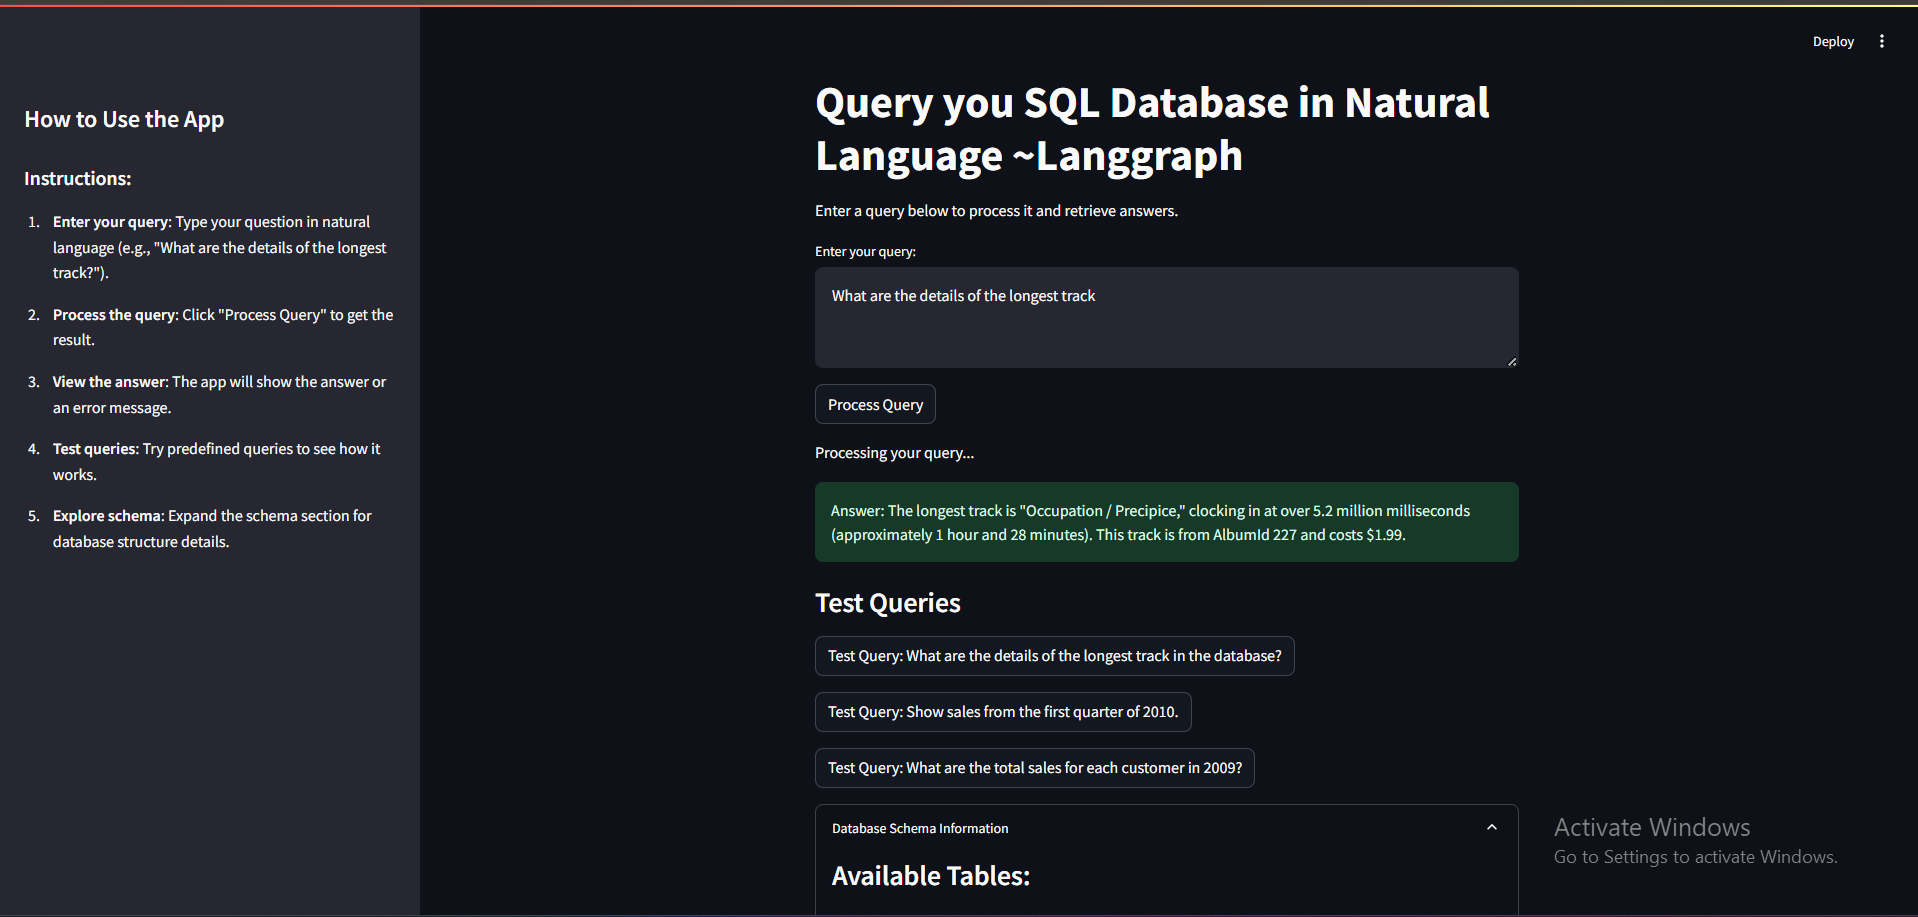 How to Use the App
Instructions:
1. Enter your query: Type your question in natural
language (e.g., "What are the details of the longest
track?").
2. Process the query: Click "Process Query" to get the
result.
3. View the answer: The app will show the answer or
an error message.
4. Test queries: Try predefined queries to see how it
works.
5. Explore schema: Expand the schema section for
database structure details.
Deploy
Query you SQL Database in Natural
Language ~Langgraph
Enter a query below to process it and retrieve answers.
Enter your query:
What are the details of the longest track
Process Query
Processing your query...
Answer: The longest track is "Occupation / Precipice," clocking in at over 5.2 million milliseconds
(approximately 1 hour and 28 minutes). This track is from AlbumId 227 and costs $1.99.
Test Queries
Test Query: What are the details of the longest track in the database?
Test Query: Show sales from the first quarter of 2010.
Test Query: What are the total sales for each customer in 2009?
Database Schema Information
Available Tables:
Activate Windows
Go to Settings to activate Windows.